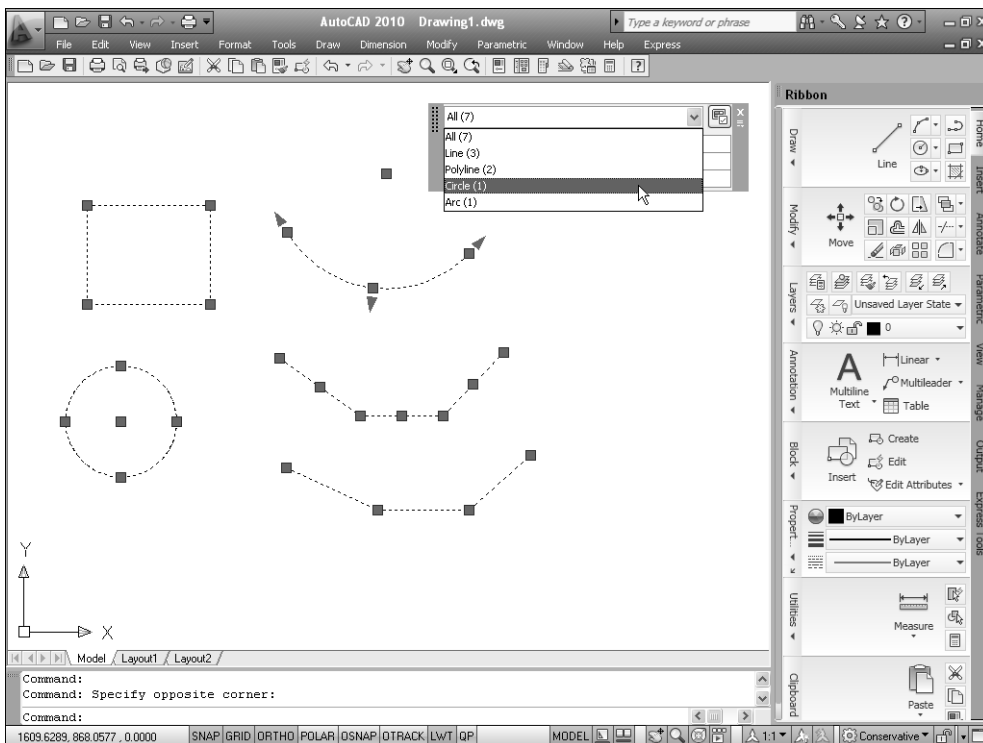 AutoCAD 2010 Drawing1.dwg
Type a keyword or phrase
File Edit View Insert Format Tools Draw Dimension Modify Parametric Window Help Express
All (7)
All (7)
Line (3)
Polyline (2)
Circle (1)
Arc (1)
Ribbon
Home
Insert
Annotate
Parametric
View
Manage
Output
Express Tools
Draw
Line
Modify
Move
Layers
Unsaved Layer State
0
Annotation
A
Multiline
Text
Linear
Multileader
Table
Block
Insert
Create
Edit
Edit Attributes
Propert...
ByLayer
ByLayer
ByLayer
Utilities
Measure
Clipboard
Paste
Y
X
Model Layout1 Layout2
Command:
Command: Specify opposite corner:
Command:
1609.6289, 868.0577 , 0.0000 SNAP GRID ORTHO POLAR OSNAP OTRACK LWT QP MODEL 1:1 Conservative